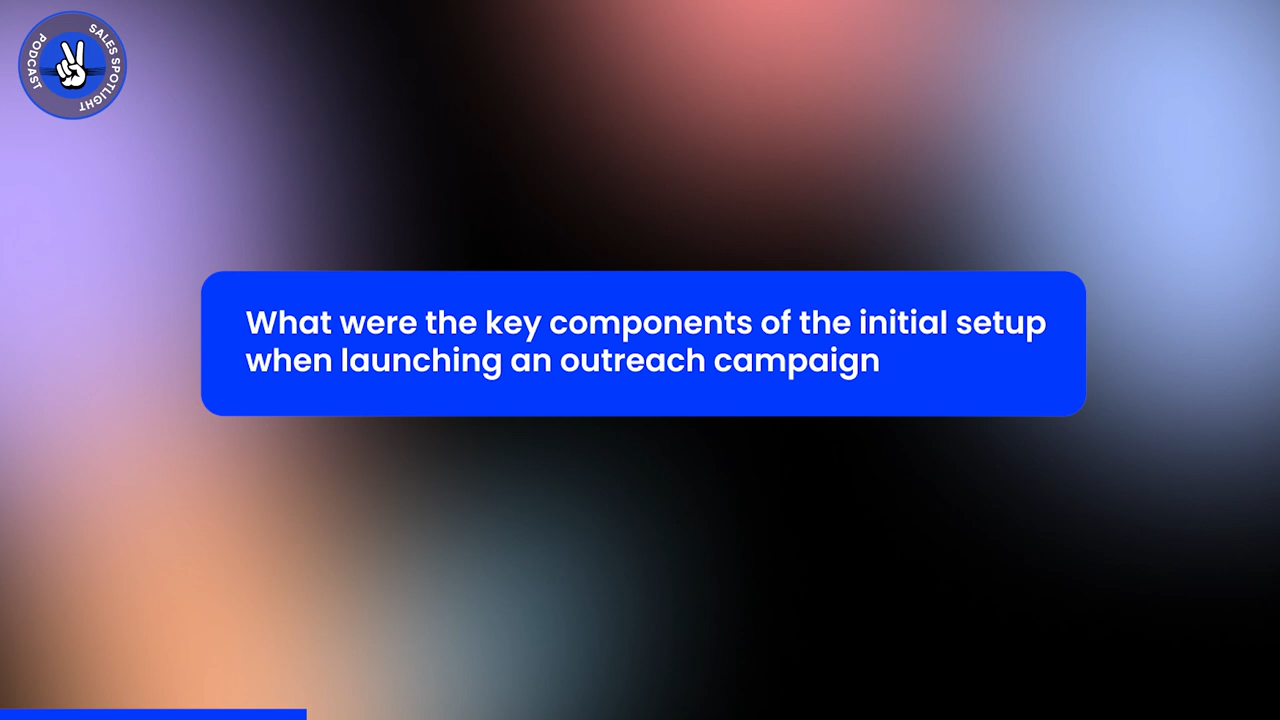 SALES SPOTLIGHT
PODCAST
What were the key components of the initial setup
when launching an outreach campaign